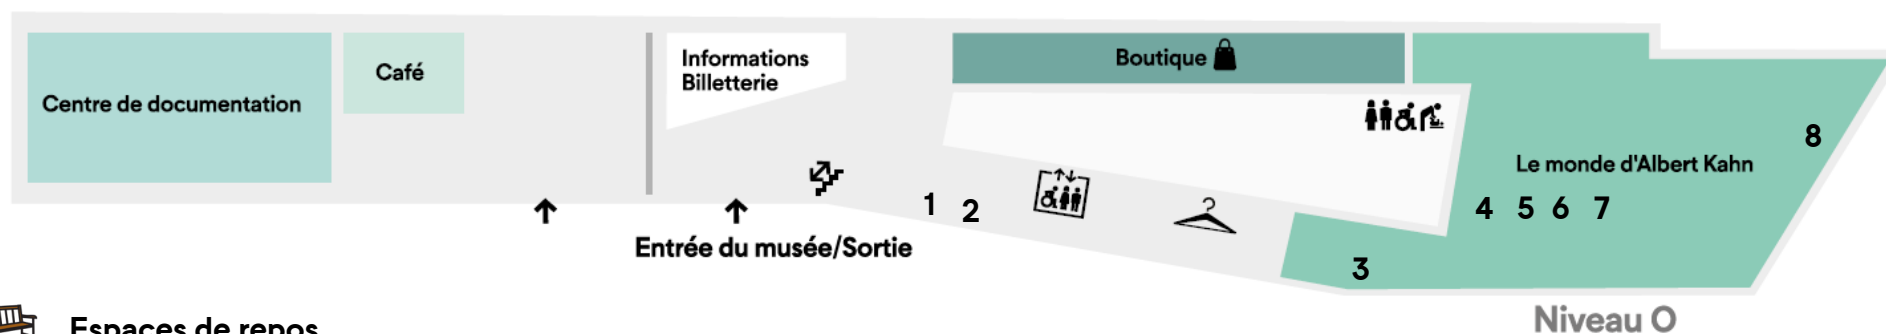 Centre de documentation
Café
Informations
Billetterie
Boutique
Le monde d'Albert Kahn
8
1
2
4 5 6 7
3
Entrée du musée/Sortie
Espaces de repos
Niveau 0